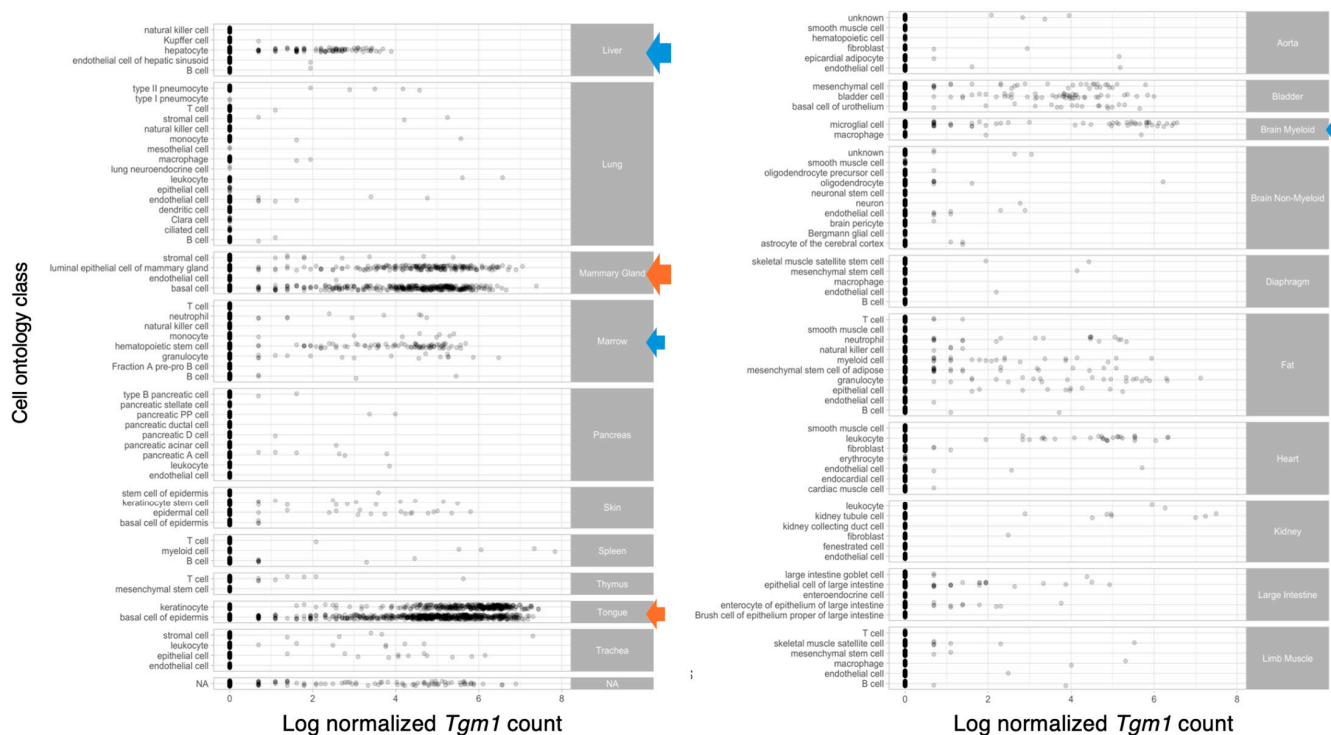 Cell ontology class
natural killer cell
Kupffer cell
hepatocyte
endothelial cell of hepatic sinusoid
B cell
Liver
type II pneumocyte
type I pneumocyte
T cell
stromal cell
natural killer cell
monocyte
mesothelial cell
macrophage
lung neuroendocrine cell
leukocyte
epithelial cell
endothelial cell
dendritic cell
Clara cell
ciliated cell
B cell
Lung
stromal cell
luminal epithelial cell of mammary gland
endothelial cell
basal cell
Mammary Gland
T cell
neutrophil
natural killer cell
monocyte
hematopoietic stem cell
granulocyte
Fraction A pre-pro B cell
B cell
Marrow
type B pancreatic cell
pancreatic stellate cell
pancreatic PP cell
pancreatic ductal cell
pancreatic D cell
pancreatic acinar cell
pancreatic A cell
leukocyte
endothelial cell
Pancreas
stem cell of epidermis
keratinocyte stem cell
epidermal cell
basal cell of epidermis
Skin
T cell
myeloid cell
B cell
Spleen
T cell
mesenchymal stem cell
Thymus
keratinocyte
basal cell of epidermis
Tongue
stromal cell
leukocyte
epithelial cell
endothelial cell
Trachea
NA
NA
0 2 4 6 8
Log normalized Tgm1 count
unknown
smooth muscle cell
hematopoietic cell
fibroblast
epicardial adipocyte
endothelial cell
Aorta
mesenchymal cell
bladder cell
basal cell of urothelium
Bladder
microglial cell
macrophage
Brain Myeloid
unknown
smooth muscle cell
oligodendrocyte precursor cell
oligodendrocyte
neuronal stem cell
neuron
endothelial cell
brain pericyte
Bergmann glial cell
astrocyte of the cerebral cortex
Brain Non-Myeloid
skeletal muscle satellite stem cell
mesenchymal stem cell
macrophage
endothelial cell
B cell
Diaphragm
T cell
smooth muscle cell
neutrophil
natural killer cell
myeloid cell
mesenchymal stem cell of adipose
granulocyte
epithelial cell
endothelial cell
B cell
Fat
smooth muscle cell
leukocyte
fibroblast
erythrocyte
endothelial cell
endocardial cell
cardiac muscle cell
Heart
leukocyte
kidney tubule cell
kidney collecting duct cell
fibroblast
fenestrated cell
endothelial cell
Kidney
large intestine goblet cell
epithelial cell of large intestine
enteroendocrine cell
enterocyte of epithelium of large intestine
Brush cell of epithelium proper of large intestine
Large Intestine
T cell
skeletal muscle satellite cell
mesenchymal stem cell
macrophage
endothelial cell
B cell
Limb Muscle
0 2 4 6 8
Log normalized Tgm1 count